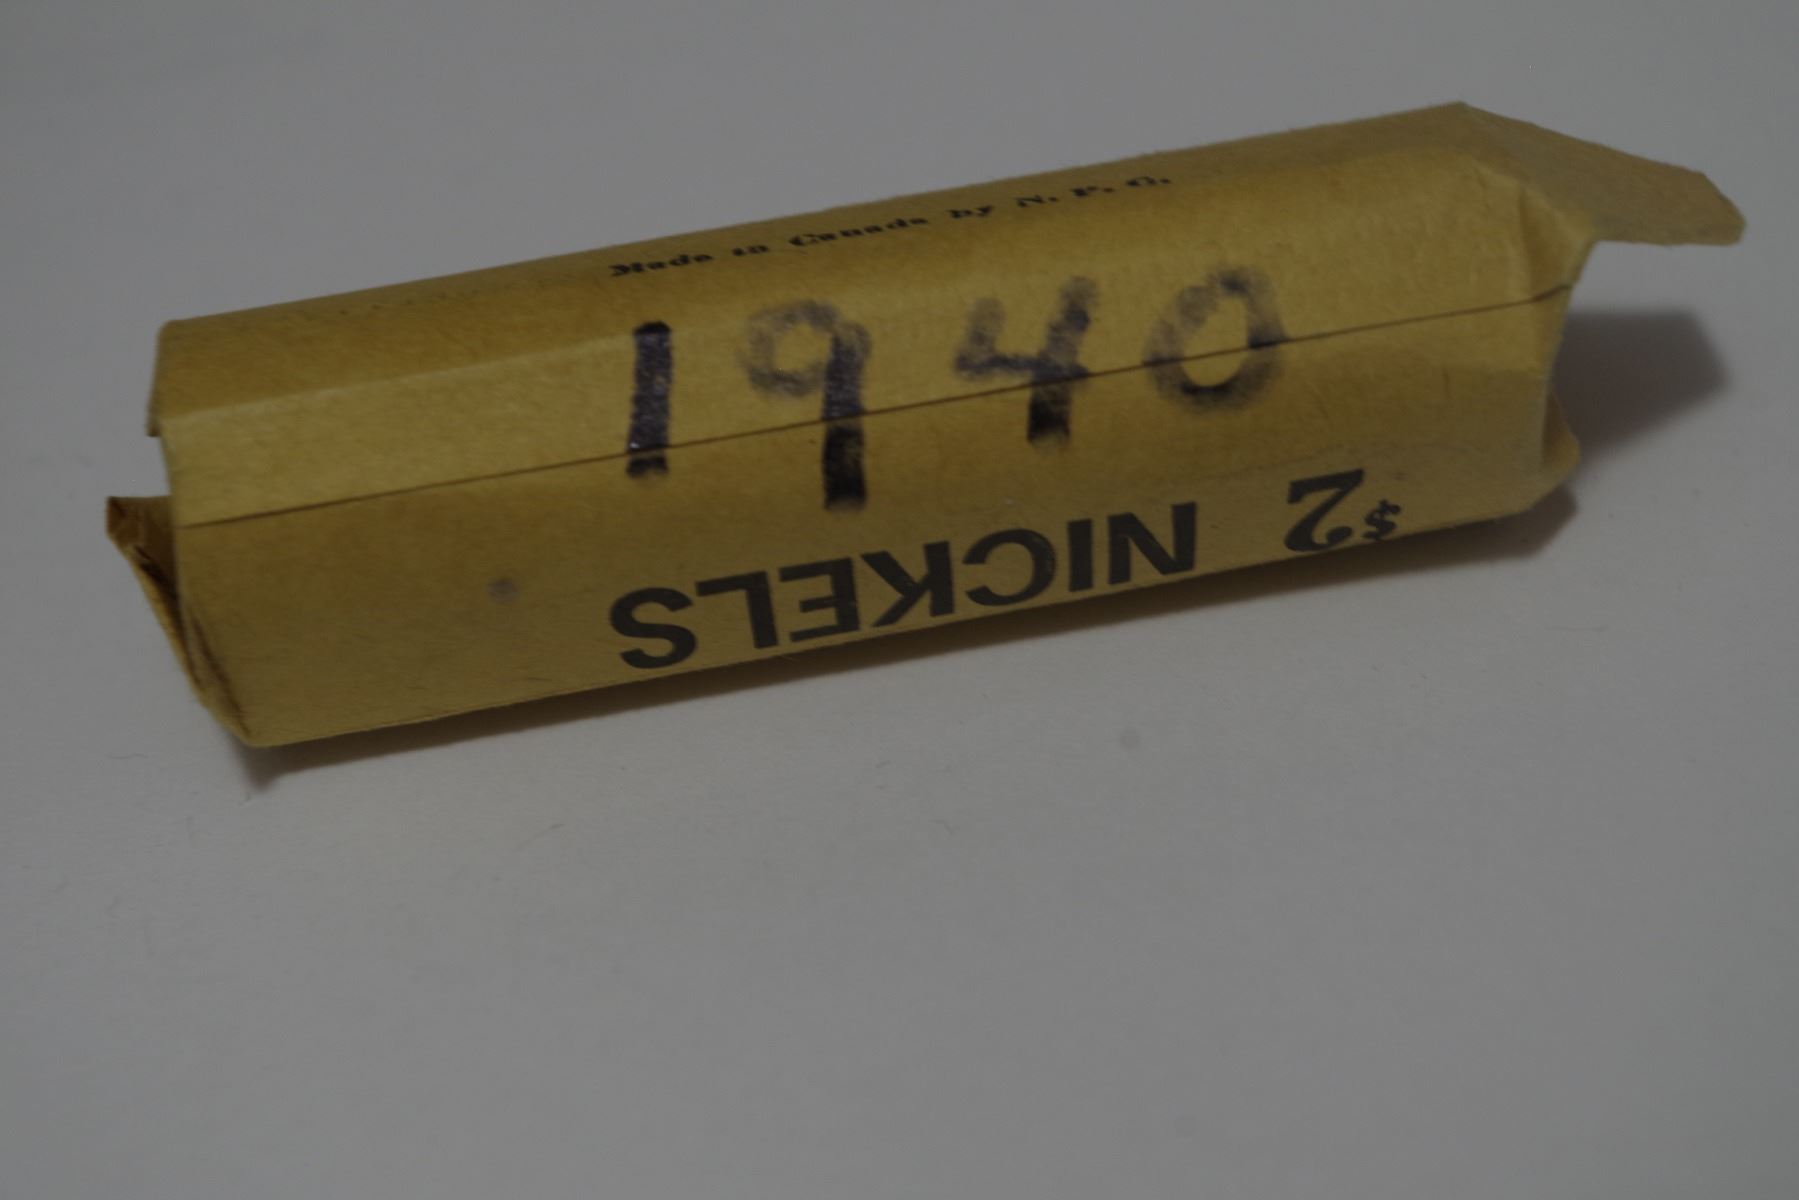 Made in Canada by N. P. C.
1940
$2 NICKELS